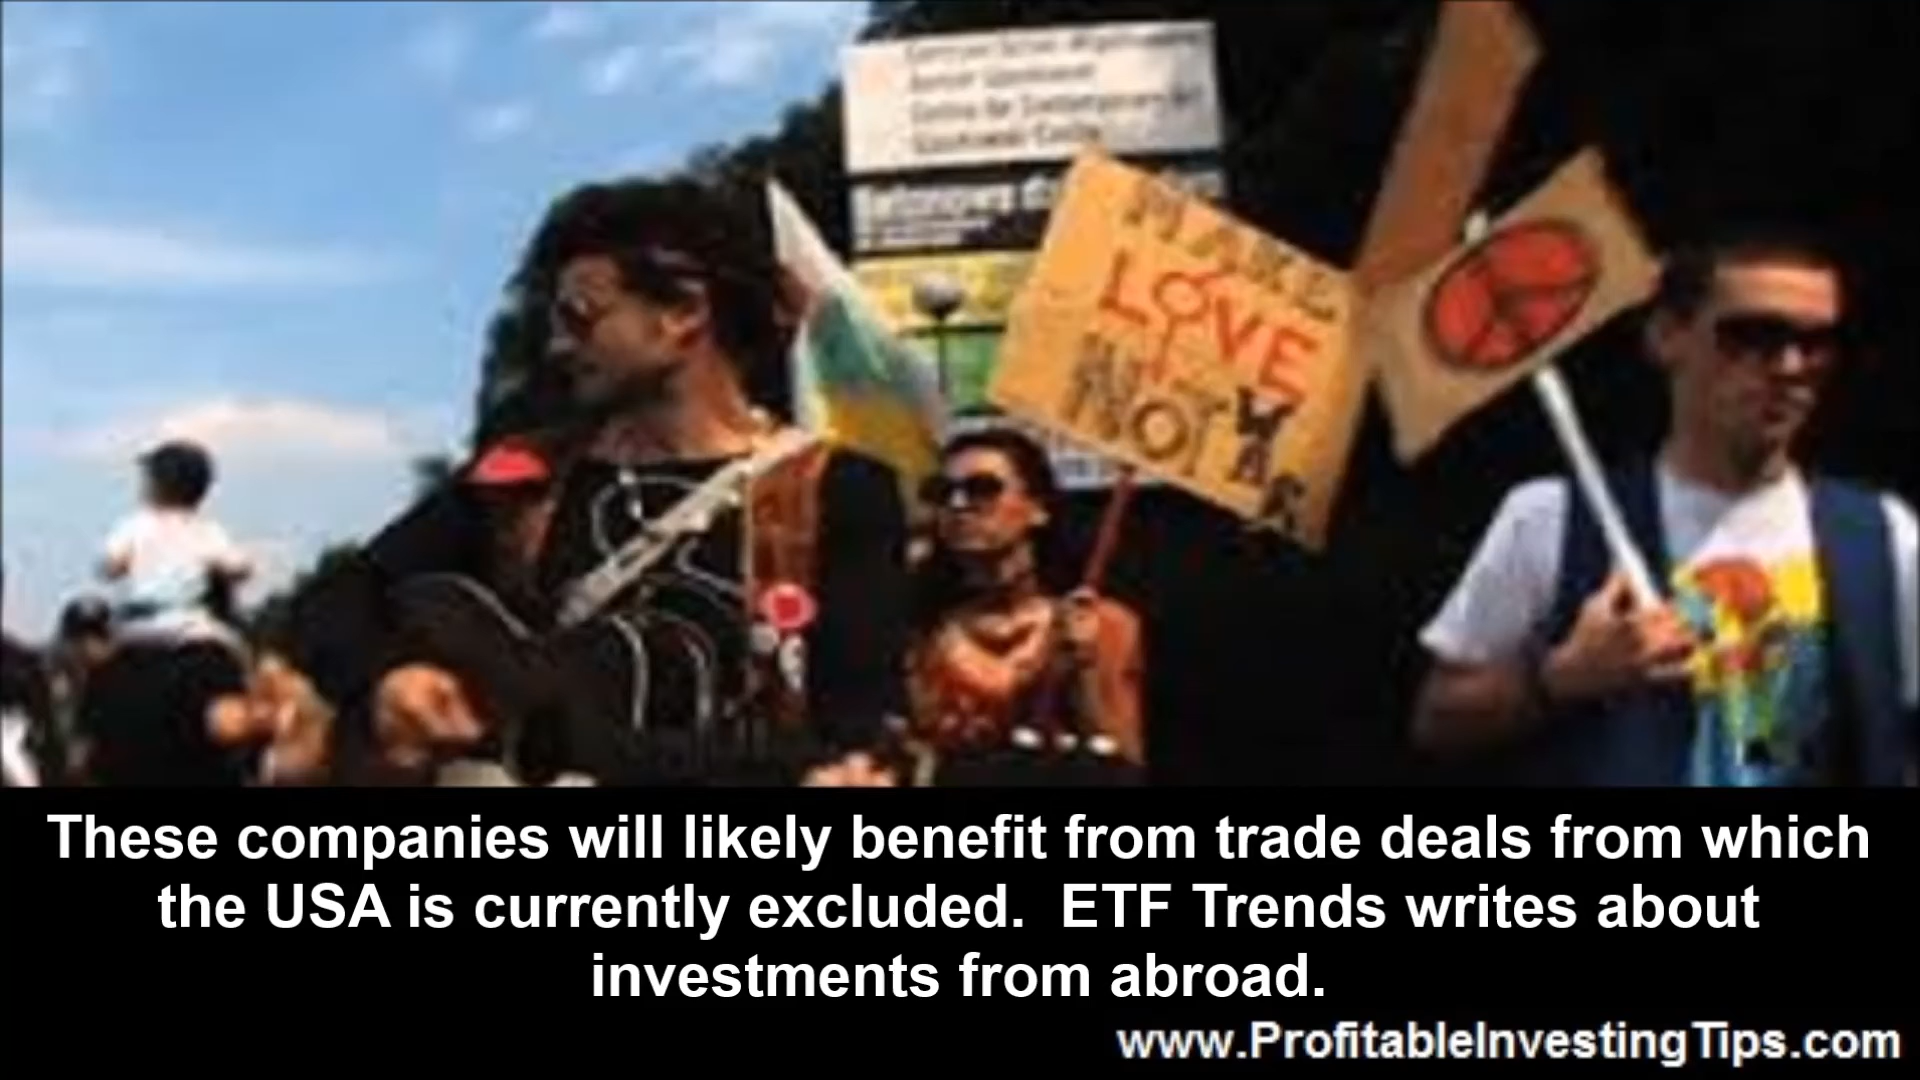 MAKE
LOVE
NOT
WAR
These companies will likely benefit from trade deals from which
the USA is currently excluded.  ETF Trends writes about
investments from abroad.
www.ProfitableInvestingTips.com